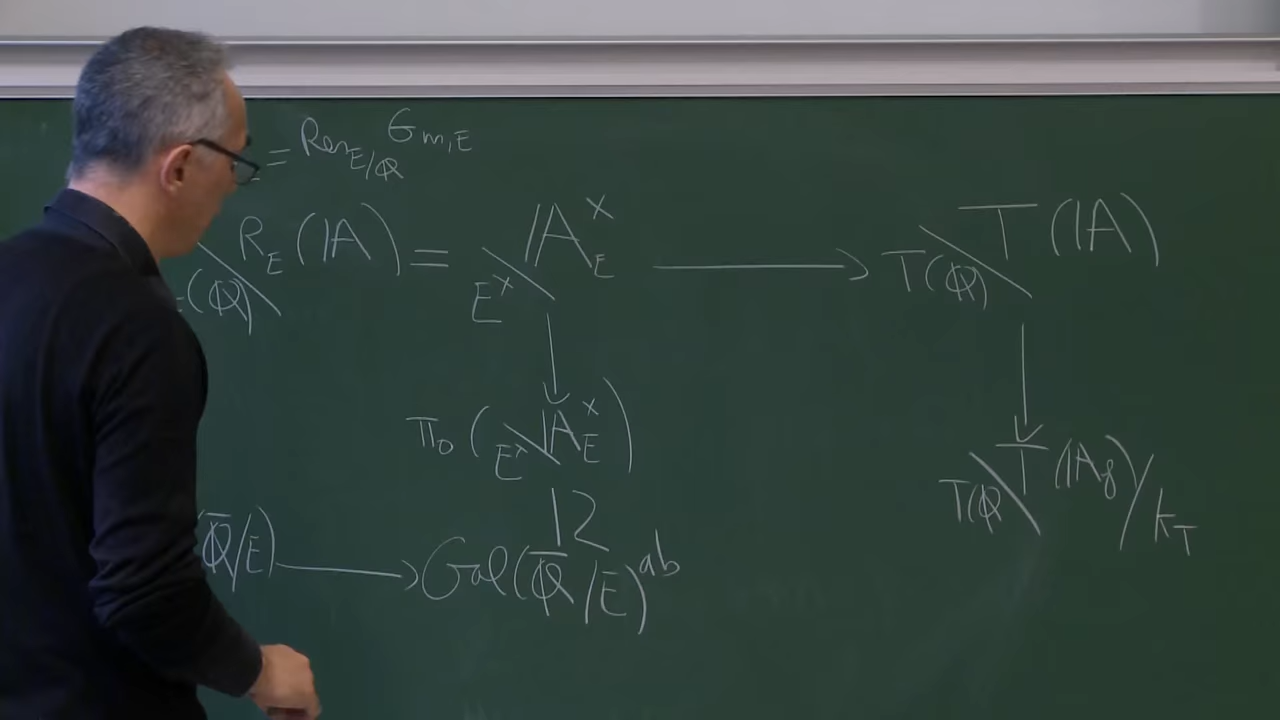 = Res_{E/ℚ} G_{m,E}
(ℚ)\R_E(𝔸) = E^×\𝔸_E^× ⟶ T(ℚ)\T(𝔸)
↓ ↓
π_0(E^×\𝔸_E^×) T(ℚ)\T(𝔸_f)/K_T
≀
ℚ̄/E) ⟶ Gal(ℚ̄/E)^{ab}